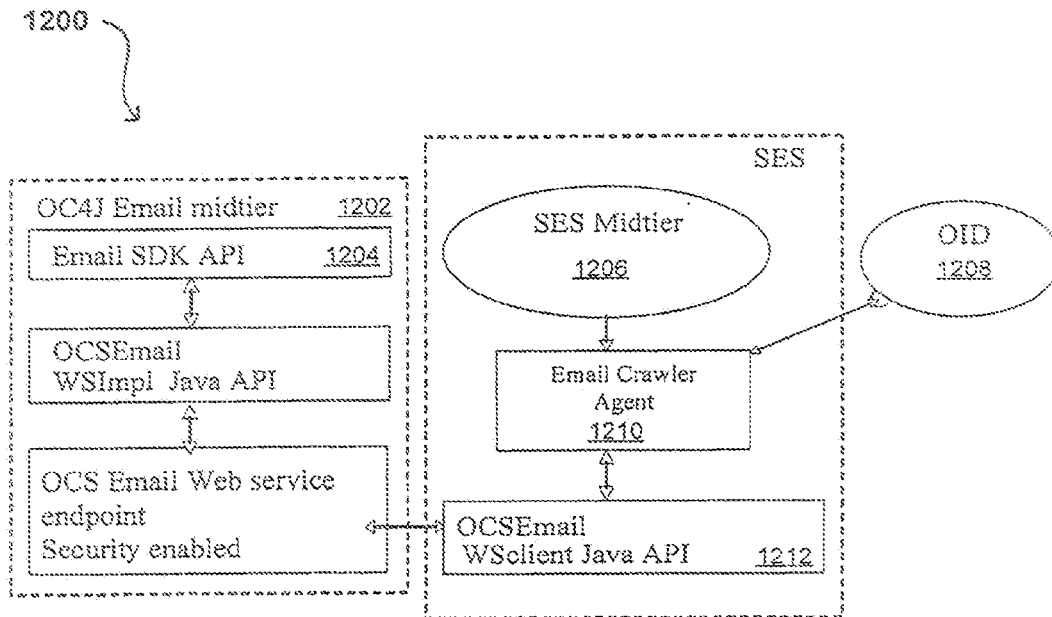 1200
SES
OC4J Email midtier 1202
Email SDK API 1204
OCSEmail
WSImpl Java API
OCS Email Web service
endpoint
Security enabled
SES Midtier
1206
OID
1208
Email Crawler
Agent
1210
OCSEmail
WSclient Java API 1212